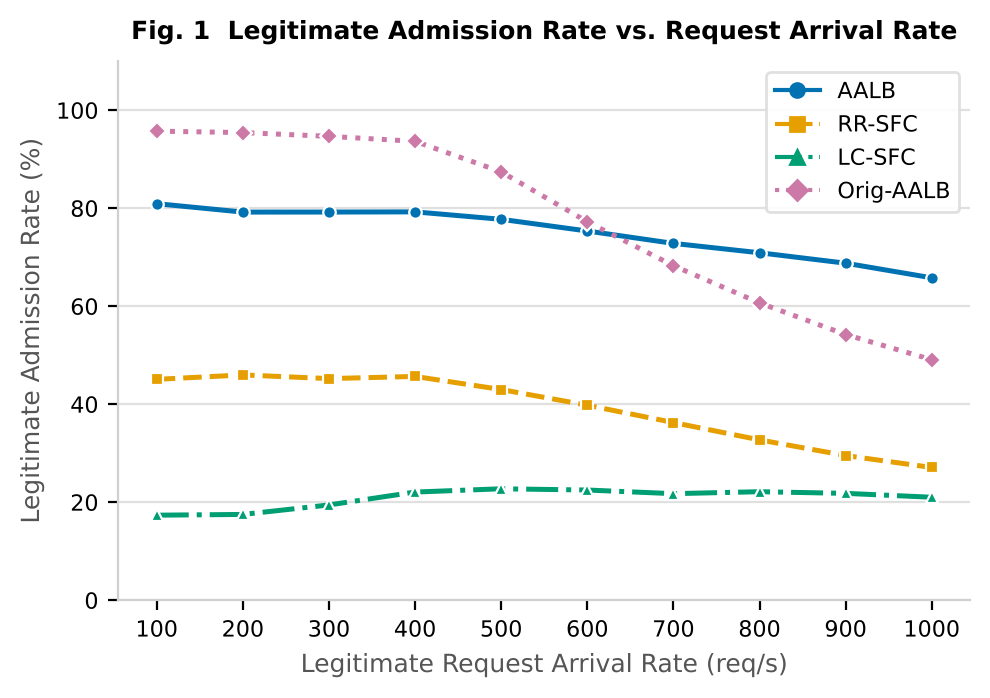 Fig. 1  Legitimate Admission Rate vs. Request Arrival Rate
AALB
RR-SFC
LC-SFC
Orig-AALB
Legitimate Admission Rate (%)
100
80
60
40
20
0
100 200 300 400 500 600 700 800 900 1000
Legitimate Request Arrival Rate (req/s)